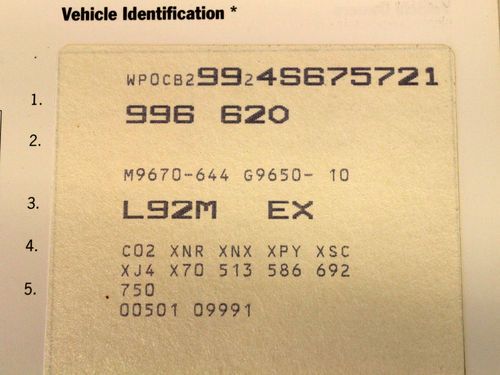 Vehicle Identification *
WP0CB29924S675721
1.
996 620
2.
M9670-644 G9650- 10
3.
L92M EX
4.
C02 XNR XNX XPY XSC
XJ4 X70 513 586 692
5.
750
00501 09991